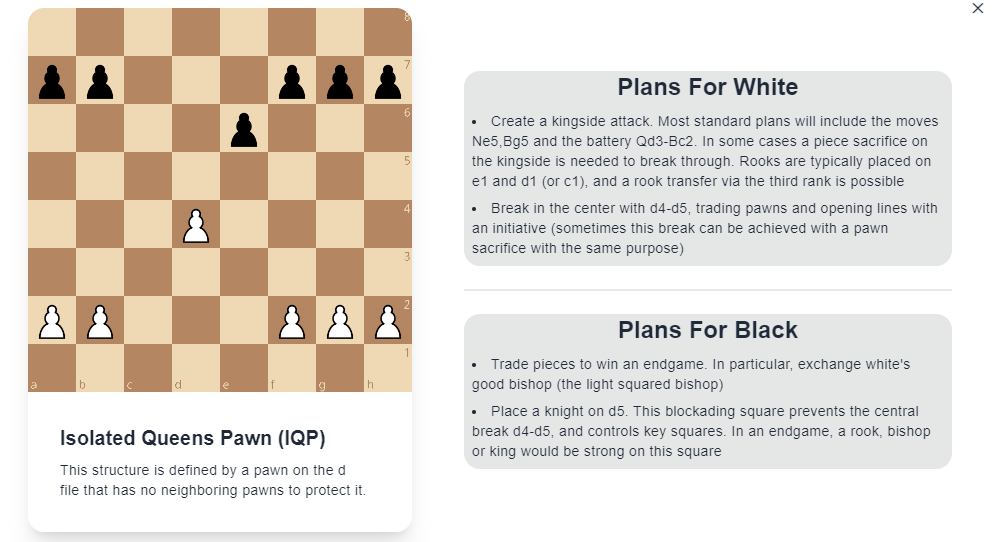 8
7
6
5
4
3
2
1
a b c d e f g h
Isolated Queens Pawn (IQP)
This structure is defined by a pawn on the d
file that has no neighboring pawns to protect it.
Plans For White
• Create a kingside attack. Most standard plans will include the moves
Ne5,Bg5 and the battery Qd3-Bc2. In some cases a piece sacrifice on
the kingside is needed to break through. Rooks are typically placed on
e1 and d1 (or c1), and a rook transfer via the third rank is possible
• Break in the center with d4-d5, trading pawns and opening lines with
an initiative (sometimes this break can be achieved with a pawn
sacrifice with the same purpose)
Plans For Black
• Trade pieces to win an endgame. In particular, exchange white's
good bishop (the light squared bishop)
• Place a knight on d5. This blockading square prevents the central
break d4-d5, and controls key squares. In an endgame, a rook, bishop
or king would be strong on this square